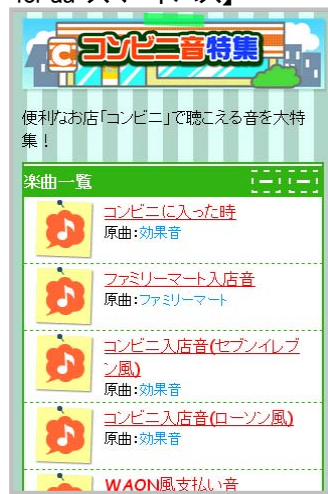 コンビニ音特集
便利なお店「コンビニ」で聴こえる音を大特
集！
楽曲一覧
コンビニに入った時
原曲:効果音
ファミリーマート入店音
原曲:ファミリーマート
コンビニ入店音(セブンイレブ
ン風)
原曲:効果音
コンビニ入店音(ローソン風)
原曲:効果音
WAON風支払い音